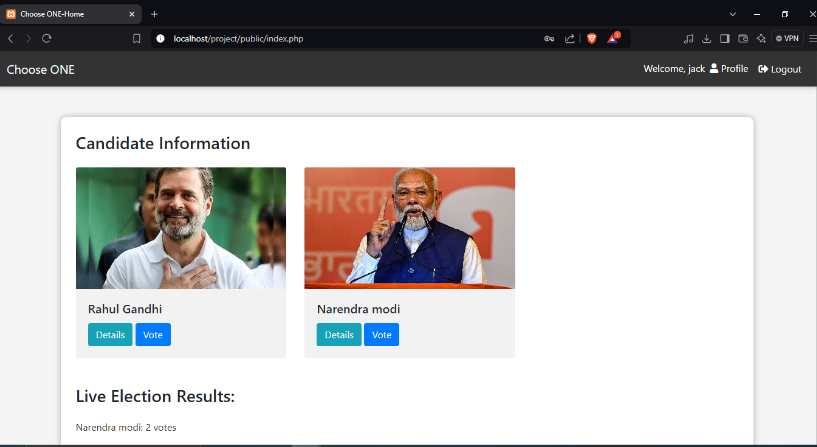 Choose ONE-Home
localhost/project/public/index.php
VPN
Choose ONE
Welcome, jack Profile Logout
Candidate Information
भारत
Rahul Gandhi
Narendra modi
Details Vote
Details Vote
Live Election Results:
Narendra modi: 2 votes